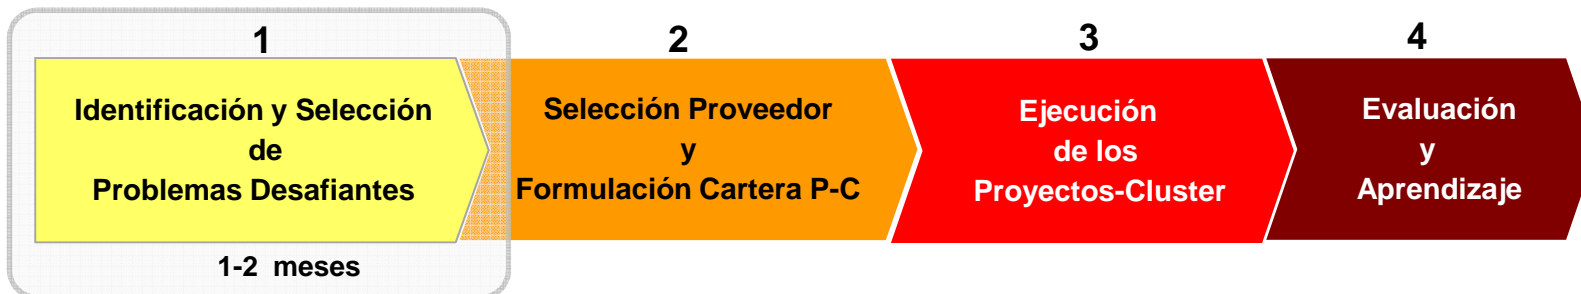 1
Identificación y Selección
de
Problemas Desafiantes
1-2 meses
2
Selección Proveedor
y
Formulación Cartera P-C
3
Ejecución
de los
Proyectos-Cluster
4
Evaluación
y
Aprendizaje